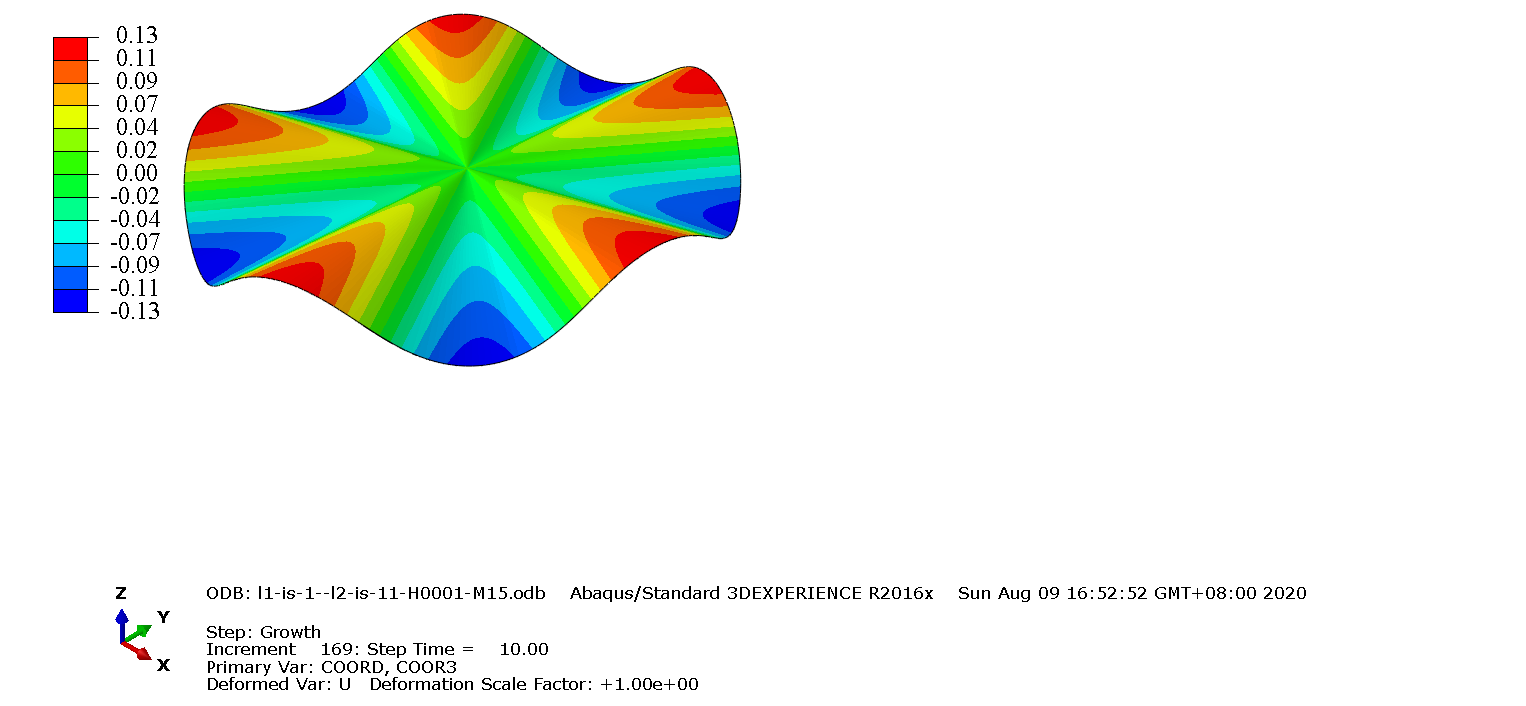 0.13
0.11
0.09
0.07
0.04
0.02
0.00
-0.02
-0.04
-0.07
-0.09
-0.11
-0.13
Z
Y
X
ODB: l1-is-1--l2-is-11-H0001-M15.odb Abaqus/Standard 3DEXPERIENCE R2016x Sun Aug 09 16:52:52 GMT+08:00 2020
Step: Growth
Increment 169: Step Time = 10.00
Primary Var: COORD, COOR3
Deformed Var: U Deformation Scale Factor: +1.00e+00